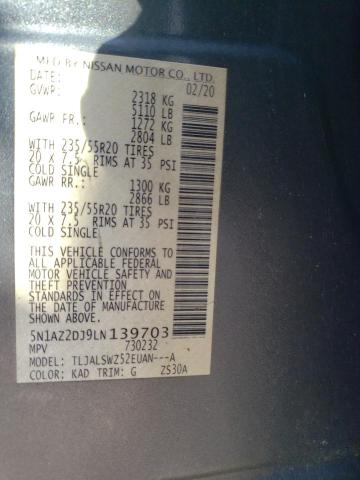 MFD BY NISSAN MOTOR CO., LTD.
DATE: 02/20
GVWR: 2318 KG
5110 LB
GAWR FR.: 1272 KG
2804 LB
WITH 235/55R20 TIRES
20 x 7.5 RIMS AT 35 PSI
COLD SINGLE
GAWR RR.: 1300 KG
2866 LB
WITH 235/55R20 TIRES
20 x 7.5 RIMS AT 35 PSI
COLD SINGLE
THIS VEHICLE CONFORMS TO
ALL APPLICABLE FEDERAL
MOTOR VEHICLE SAFETY AND
AND THEFT PREVENTION
STANDARDS IN EFFECT ON
THE DATE OF MANUFACTURE
SHOWN ABOVE.
5N1AZ2DJ9LN139703
MPV 730232
TLJALSWZ52EUAN---A
COLOR: KAD TRIM: G ZS30A